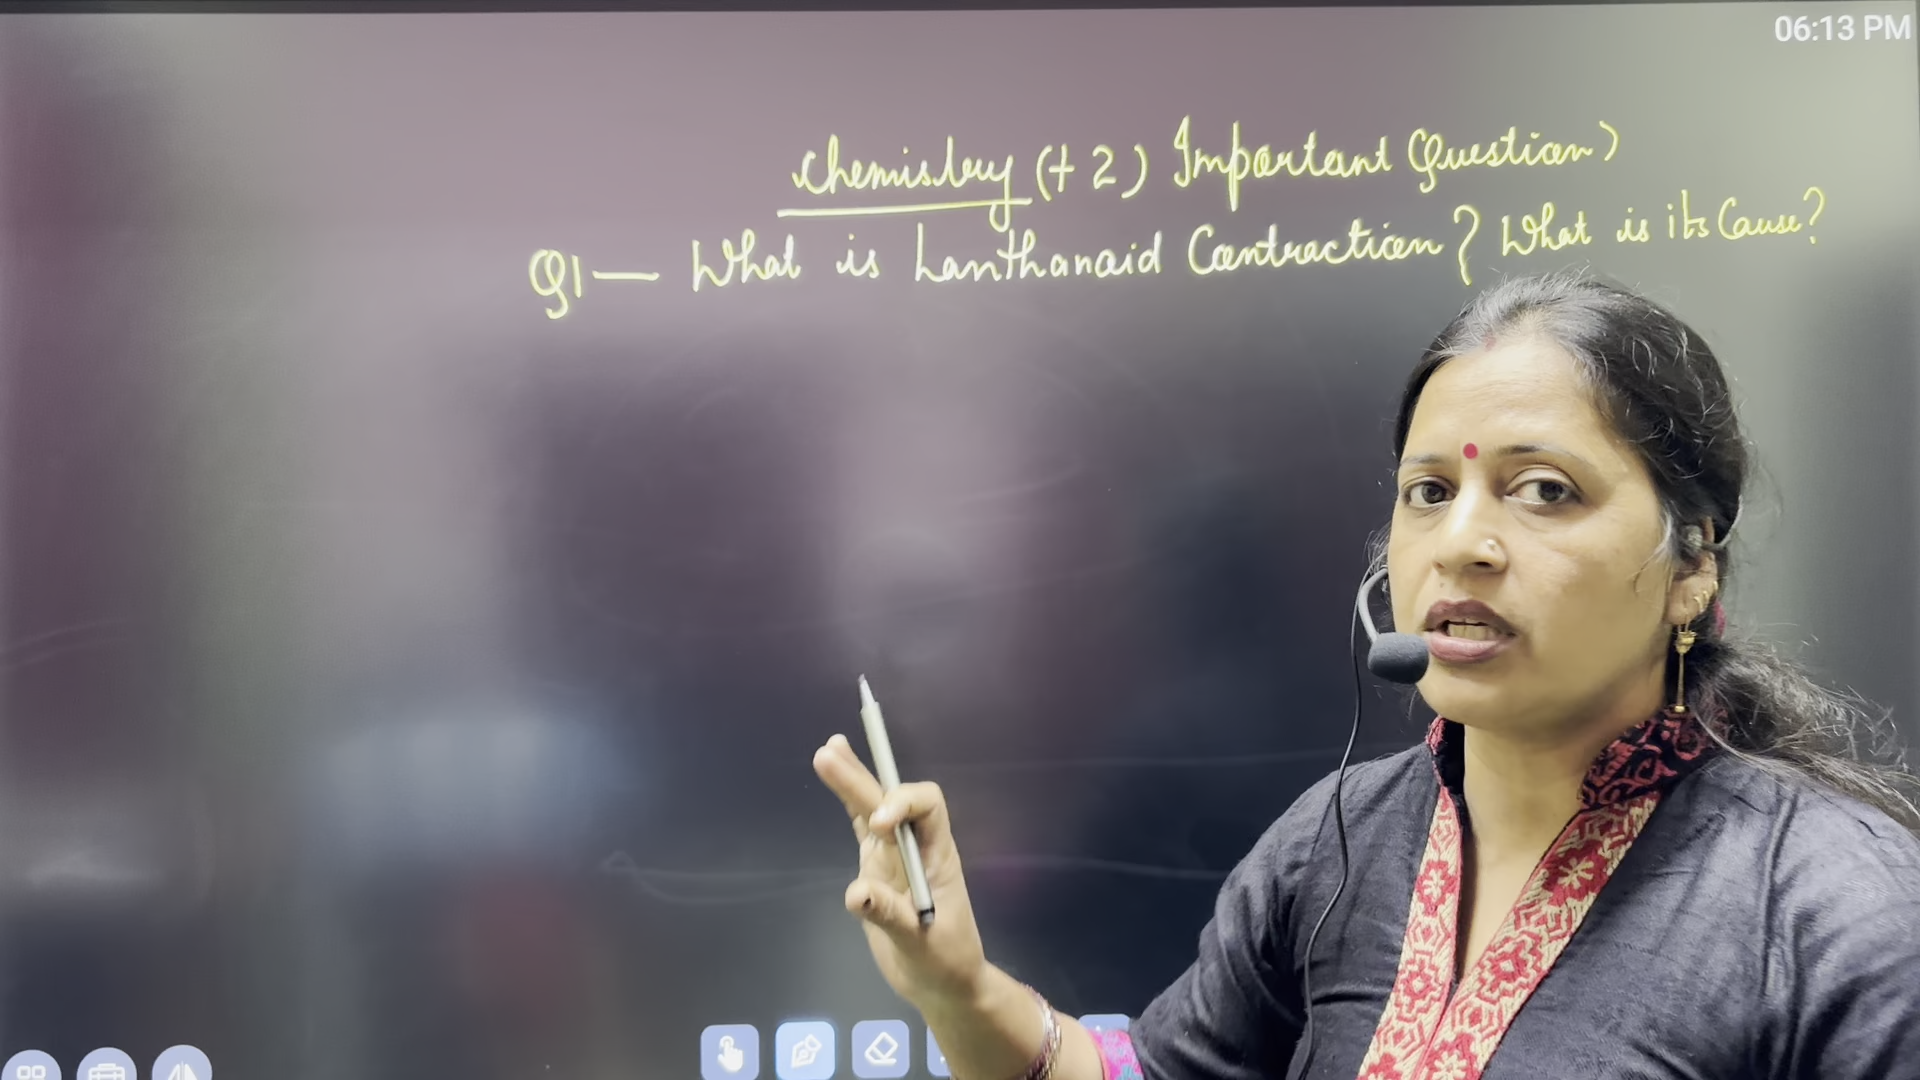 06:13 PM
Chemistry (+2) Important Question)
Q1— What is Lanthanaid Contraction? What is its Cause?